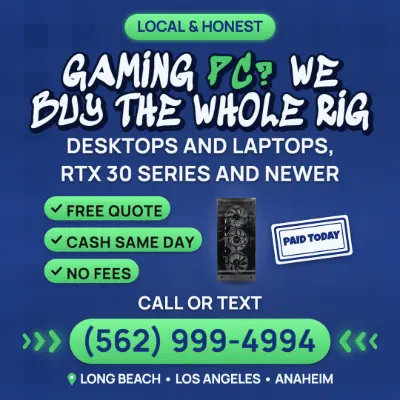 LOCAL & HONEST
GAMING PC? WE
BUY THE WHOLE RIG
DESKTOPS AND LAPTOPS,
RTX 30 SERIES AND NEWER
FREE QUOTE
CASH SAME DAY
NO FEES
PAID TODAY
CALL OR TEXT
(562) 999-4994
LONG BEACH • LOS ANGELES • ANAHEIM